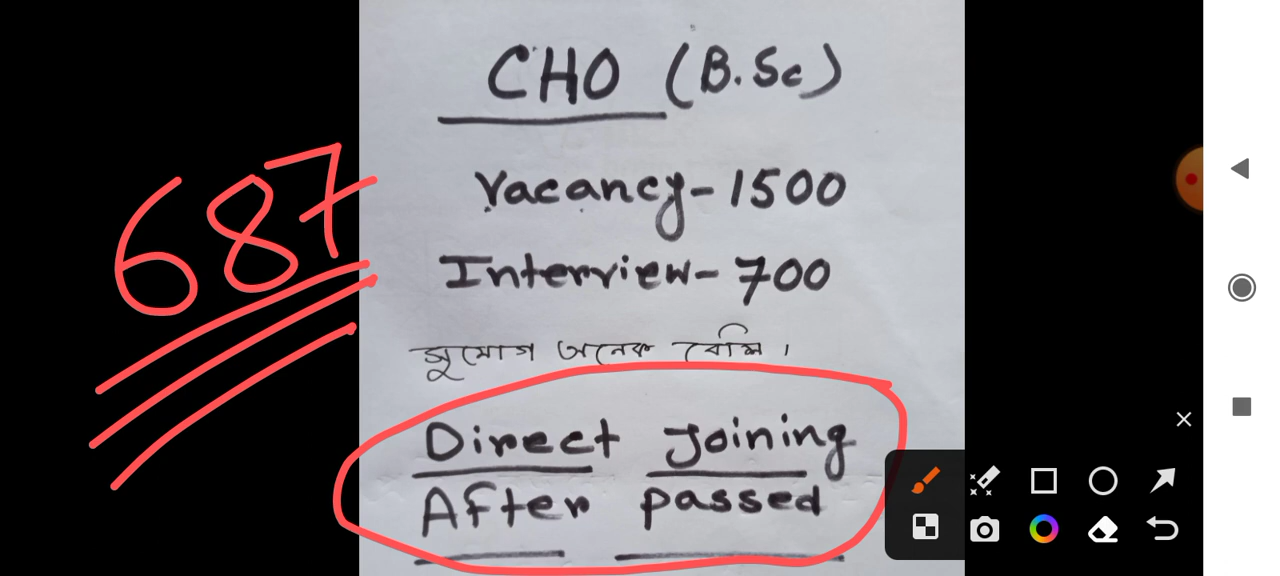 CHO (B.Sc)
Vacancy-1500
Interview-700
সুযোগ অনেক বেশি।
Direct Joining
After passed
687